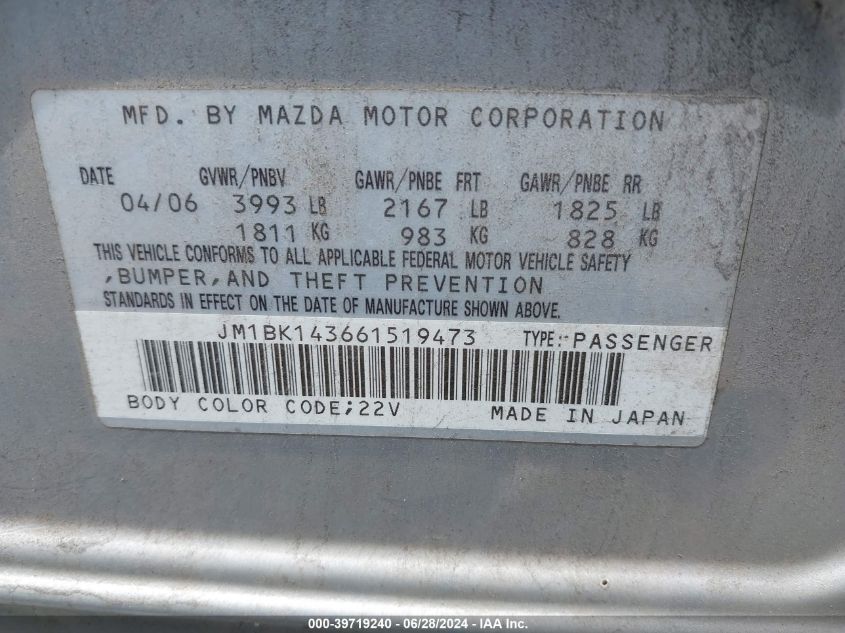 MFD. BY MAZDA MOTOR CORPORATION
DATE GVWR/PNBV GAWR/PNBE FRT GAWR/PNBE RR
04/06 3993 LB 2167 LB 1825 LB
1811 KG 983 KG 828 KG
THIS VEHICLE CONFORMS TO ALL APPLICABLE FEDERAL MOTOR VEHICLE SAFETY
,BUMPER,AND THEFT PREVENTION
STANDARDS IN EFFECT ON THE DATE OF MANUFACTURE SHOWN ABOVE.
JM1BK143661519473 TYPE:PASSENGER
BODY COLOR CODE;22V MADE IN JAPAN
000-39719240 - 06/28/2024 - IAA Inc.